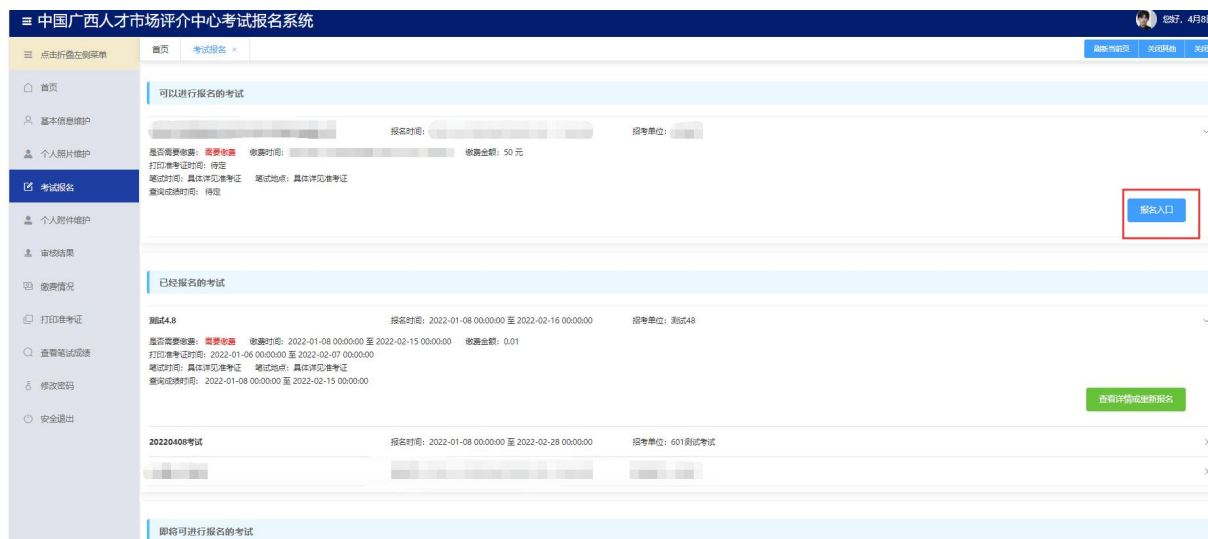 ≡ 中国广西人才市场评介中心考试报名系统
您好，4月8
点击折叠左侧菜单
首页 考试报名 ×
刷新当前页 关闭其他
首页
基本信息维护
个人照片维护
考试报名
个人附件维护
审核结果
缴费情况
打印准考证
查看笔试成绩
修改密码
安全退出
可以进行报名的考试
报名时间： 招考单位：
是否需要缴费：需要缴费 缴费时间： 缴费金额：50 元
打印准考证时间：待定
笔试时间：具体详见准考证 笔试地点：具体详见准考证
查询成绩时间：待定
报名入口
已经报名的考试
测试4.8 报名时间：2022-01-08 00:00:00 至 2022-02-16 00:00:00 招考单位：测试48
是否需要缴费：需要缴费 缴费时间：2022-01-08 00:00:00 至 2022-02-15 00:00:00 缴费金额：0.01
打印准考证时间：2022-01-06 00:00:00 至 2022-02-07 00:00:00
笔试时间：具体详见准考证 笔试地点：具体详见准考证
查询成绩时间：2022-01-08 00:00:00 至 2022-02-15 00:00:00
查看详情或重新报名
20220408考试 报名时间：2022-01-08 00:00:00 至 2022-02-28 00:00:00 招考单位：601测试考试
即将可进行报名的考试